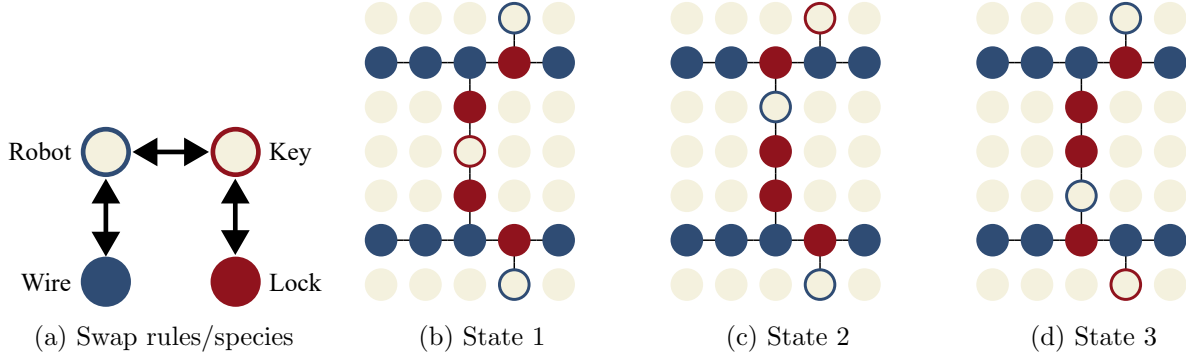 Robot
Key
Wire
Lock
(a) Swap rules/species
(b) State 1
(c) State 2
(d) State 3